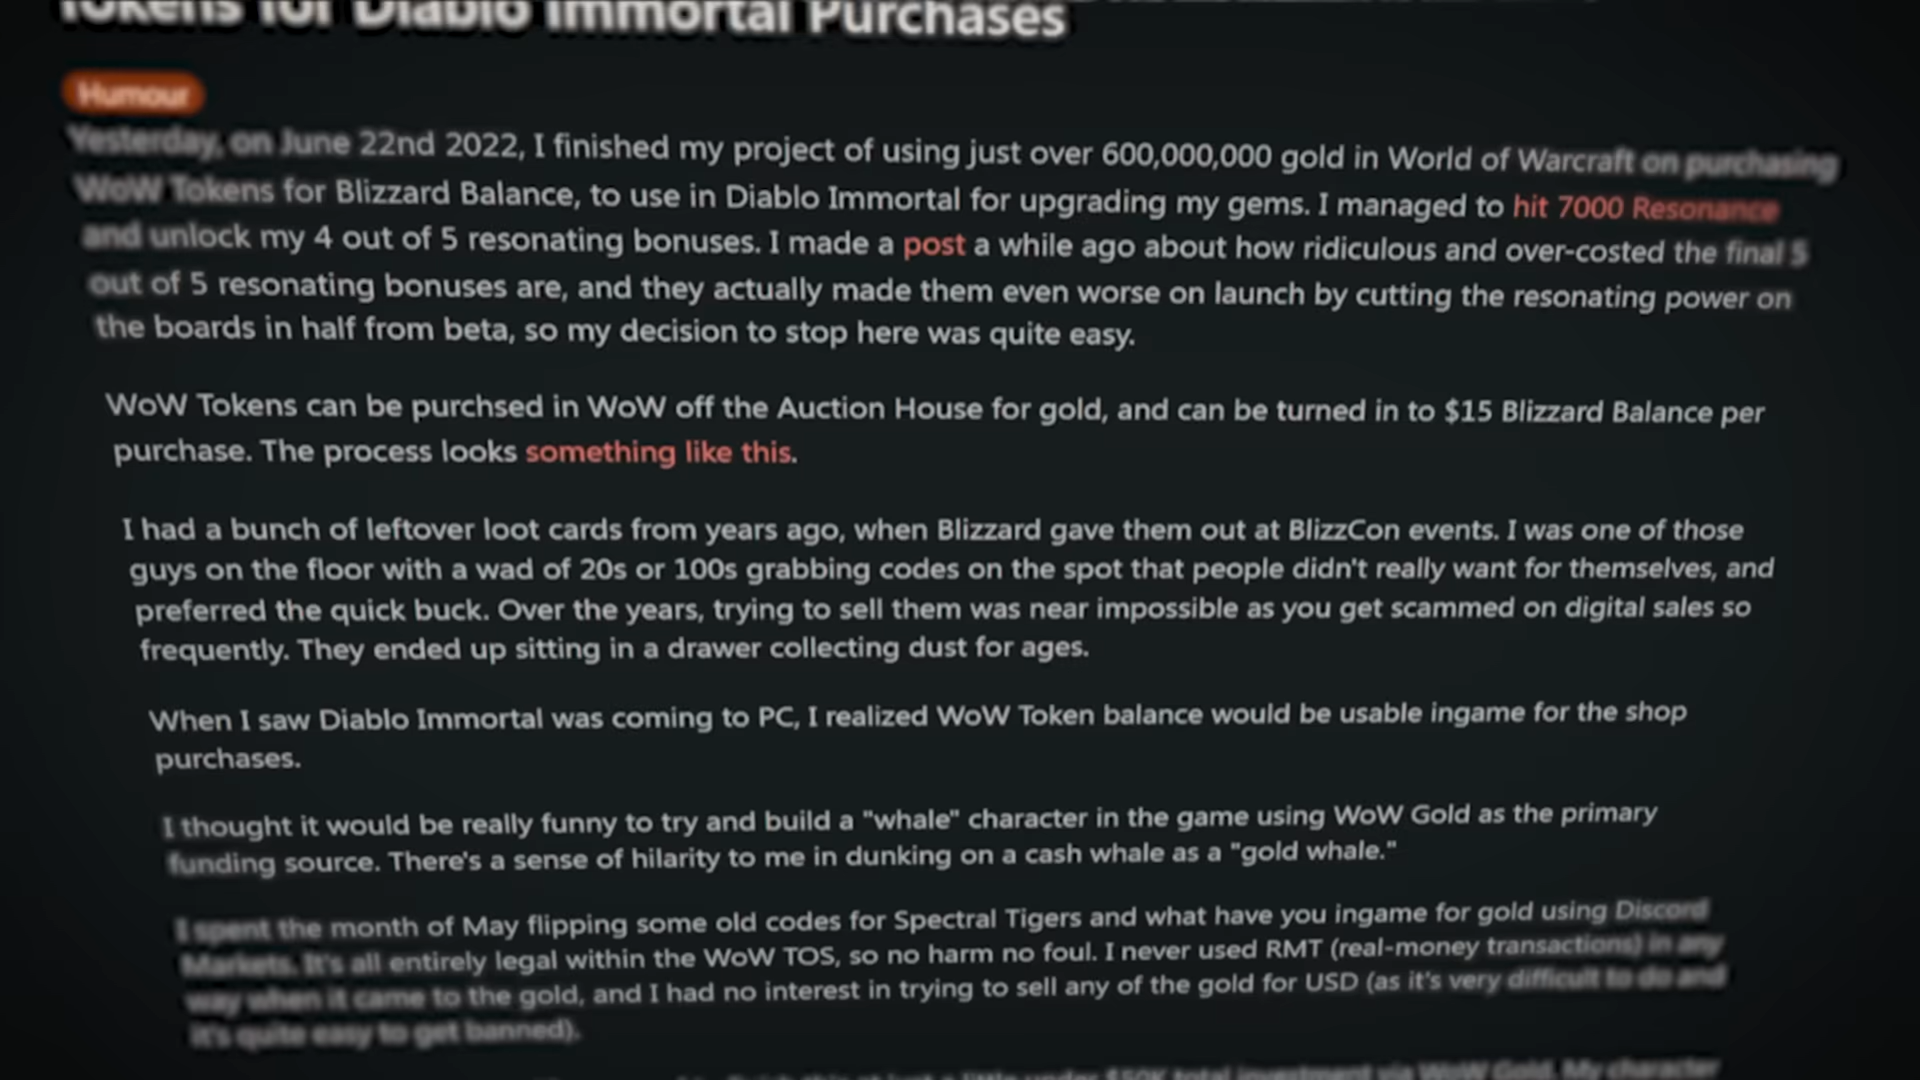 Tokens for Diablo Immortal Purchases
Humour
Yesterday, on June 22nd 2022, I finished my project of using just over 600,000,000 gold in World of Warcraft on purchasing
WoW Tokens for Blizzard Balance, to use in Diablo Immortal for upgrading my gems. I managed to hit 7000 Resonance
and unlock my 4 out of 5 resonating bonuses. I made a post a while ago about how ridiculous and over-costed the final 5
out of 5 resonating bonuses are, and they actually made them even worse on launch by cutting the resonating power on
the boards in half from beta, so my decision to stop here was quite easy.
WoW Tokens can be purchsed in WoW off the Auction House for gold, and can be turned in to $15 Blizzard Balance per
purchase. The process looks something like this.
I had a bunch of leftover loot cards from years ago, when Blizzard gave them out at BlizzCon events. I was one of those
guys on the floor with a wad of 20s or 100s grabbing codes on the spot that people didn't really want for themselves, and
preferred the quick buck. Over the years, trying to sell them was near impossible as you get scammed on digital sales so
frequently. They ended up sitting in a drawer collecting dust for ages.
When I saw Diablo Immortal was coming to PC, I realized WoW Token balance would be usable ingame for the shop
purchases.
I thought it would be really funny to try and build a "whale" character in the game using WoW Gold as the primary
funding source. There's a sense of hilarity to me in dunking on a cash whale as a "gold whale."
I spent the month of May flipping some old codes for Spectral Tigers and what have you ingame for gold using Discord
Markets. It's all entirely legal within the WoW TOS, so no harm no foul. I never used RMT (real-money transactions) in any
way when it came to the gold, and I had no interest in trying to sell any of the gold for USD (as it's very difficult to do and
it's quite easy to get banned).
just a little under $50K total investment via WoW Gold. My character